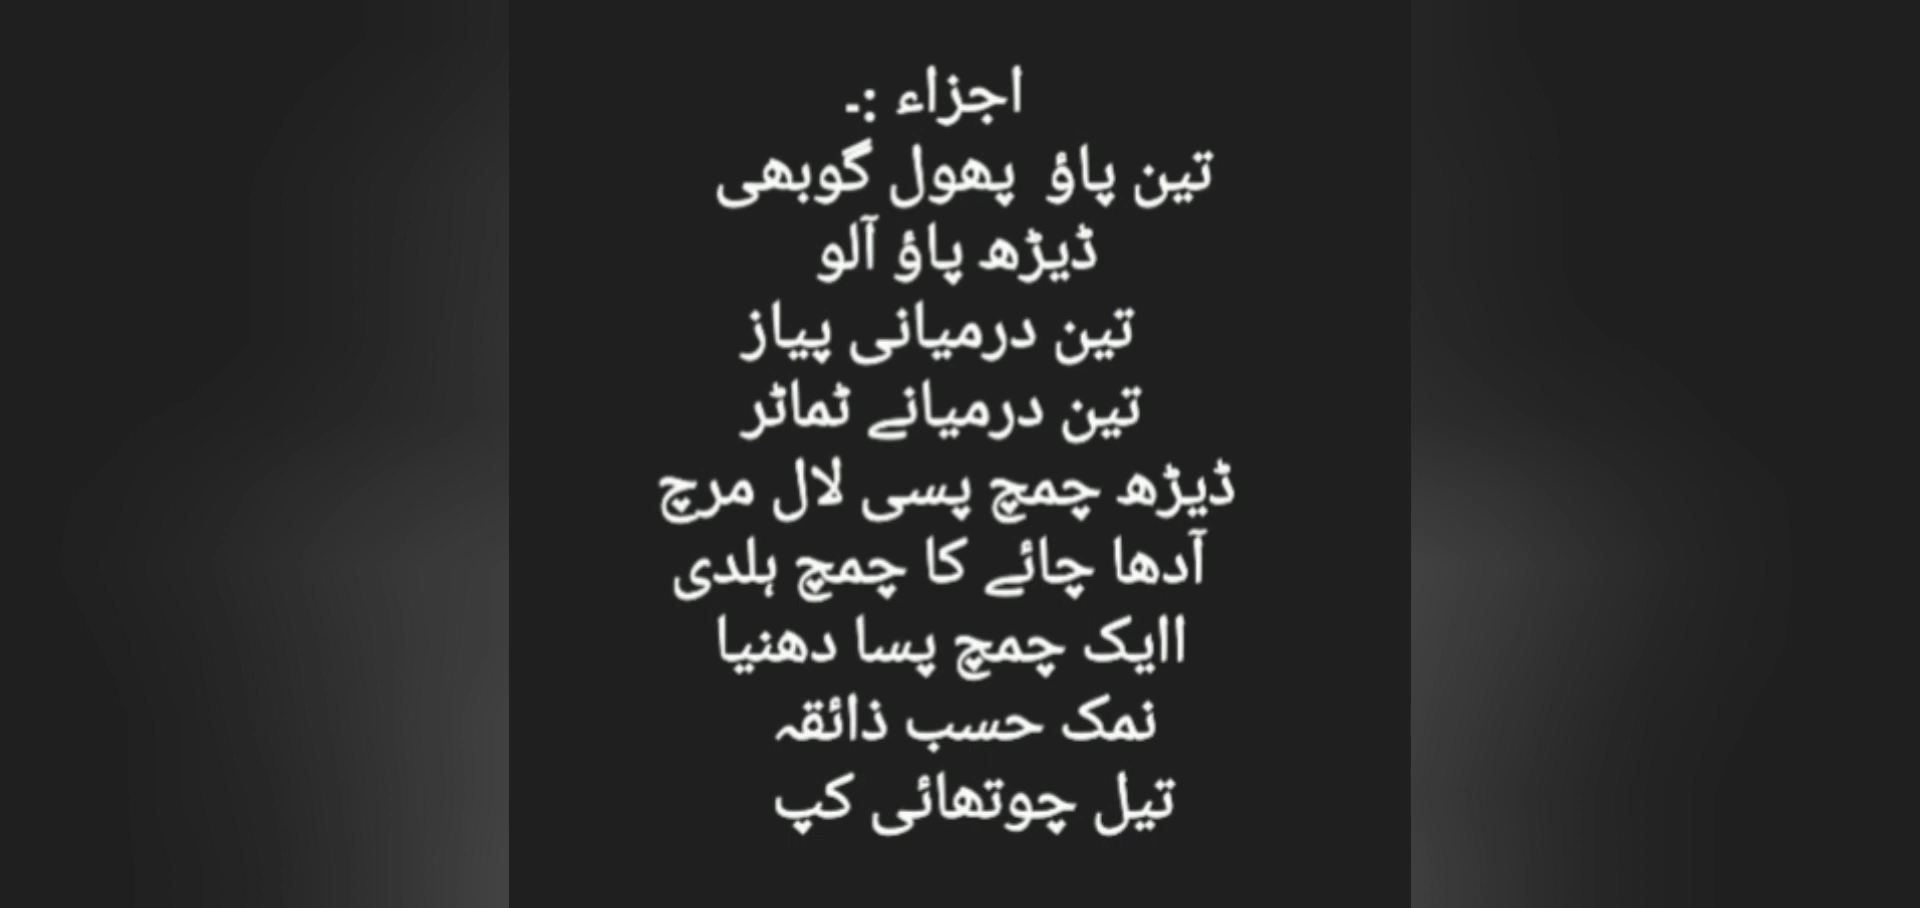 اجزاء :۔
تین پاؤ پھول گوبھی
ڈیڑھ پاؤ آلو
تین درمیانی پیاز
تین درمیانے ٹماٹر
ڈیڑھ چمچ پسی لال مرچ
آدھا چائے کا چمچ ہلدی
اایک چمچ پسا دھنیا
نمک حسب ذائقہ
تیل چوتھائی کپ